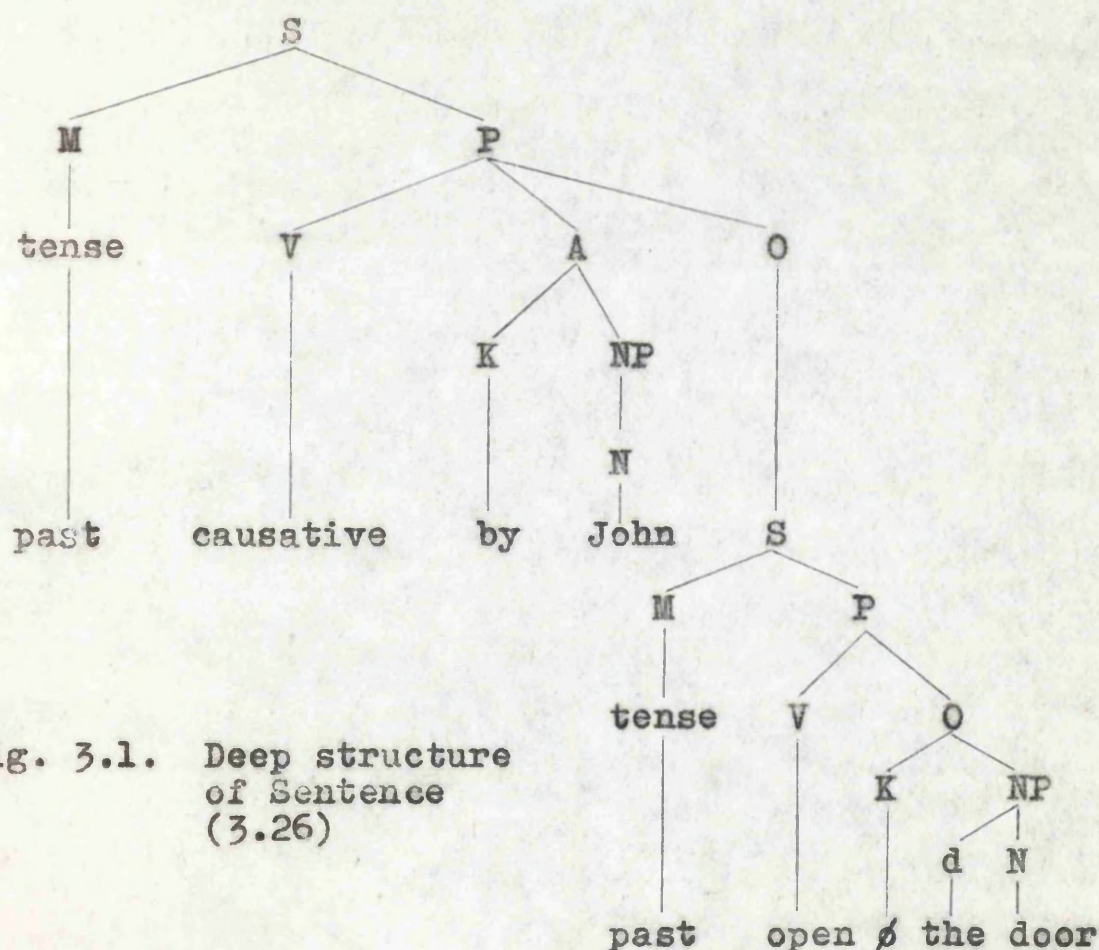 S
M P
tense V A O
K NP
N
past causative by John S
M P
tense V O
ig. 3.1. Deep structure
of Sentence
(3.26)
K NP
d N
past open ∅ the door